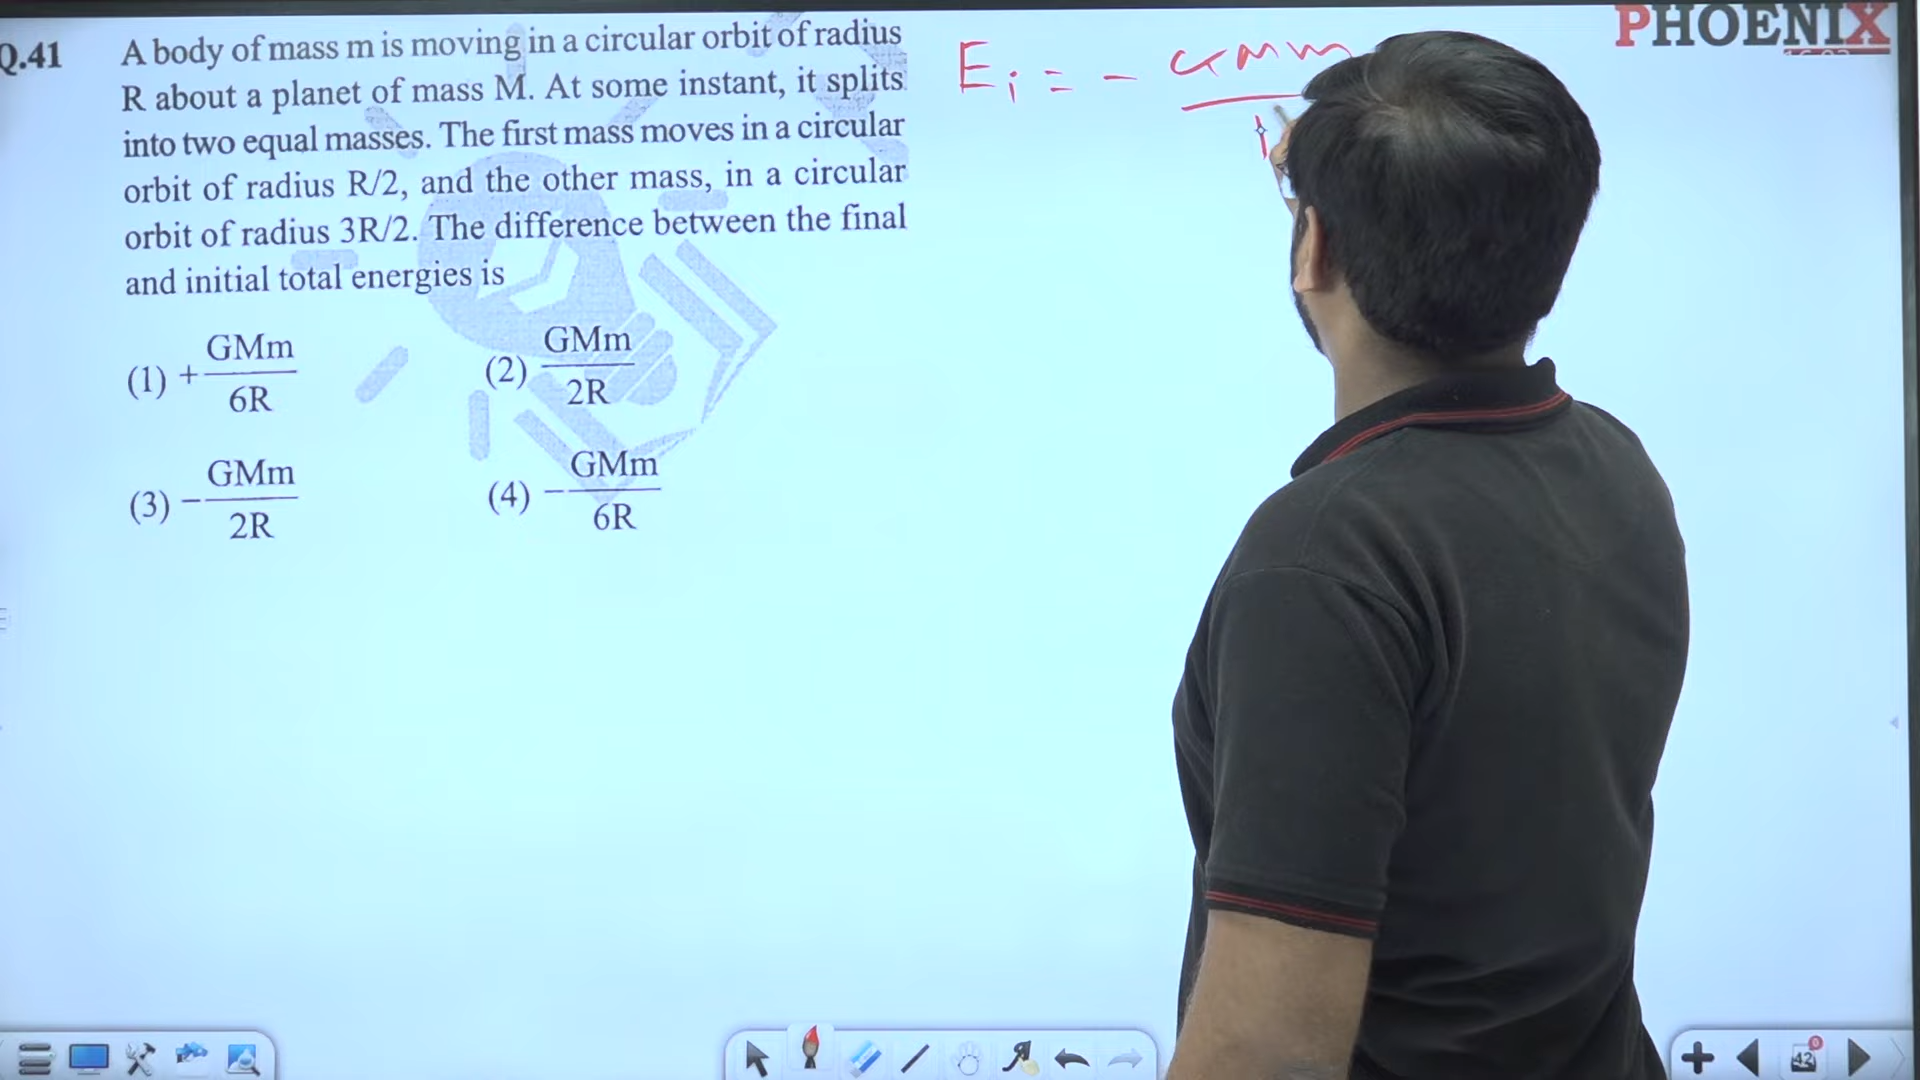 PHOENIX
Q.41 A body of mass m is moving in a circular orbit of radius
R about a planet of mass M. At some instant, it splits
into two equal masses. The first mass moves in a circular
orbit of radius R/2, and the other mass, in a circular
orbit of radius 3R/2. The difference between the final
and initial total energies is
(1) + GMm / 6R (2) GMm / 2R
(3) - GMm / 2R (4) - GMm / 6R
Ei = - GMm
42
0